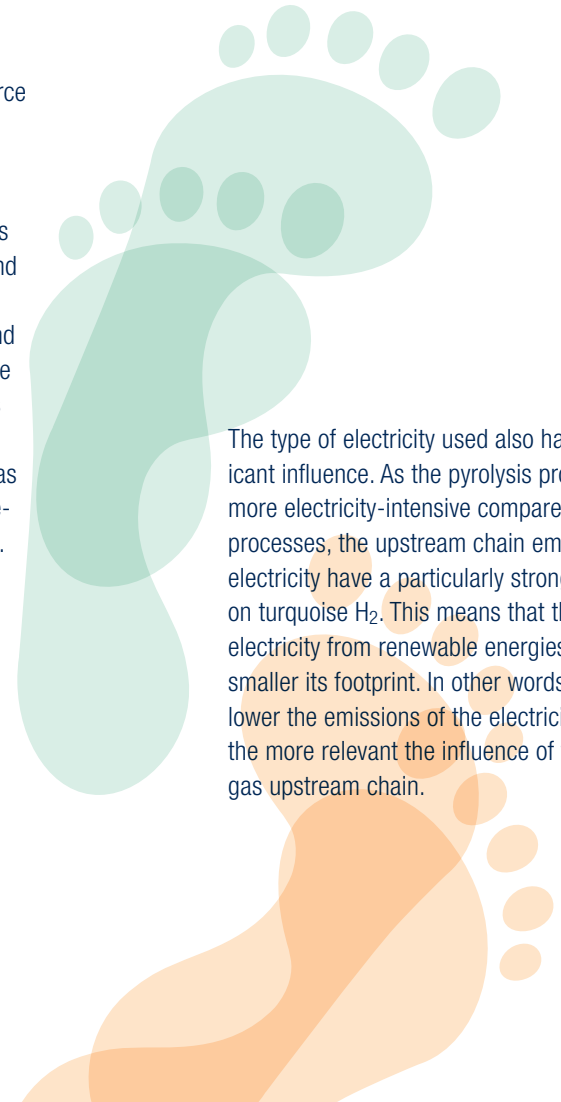 rce
s
nd
nd
e
as
e-
.
The type of electricity used also ha
icant influence. As the pyrolysis pr
more electricity-intensive compare
processes, the upstream chain em
electricity have a particularly stron
on turquoise H₂. This means that t
electricity from renewable energies
smaller its footprint. In other words
lower the emissions of the electrici
the more relevant the influence of
gas upstream chain.